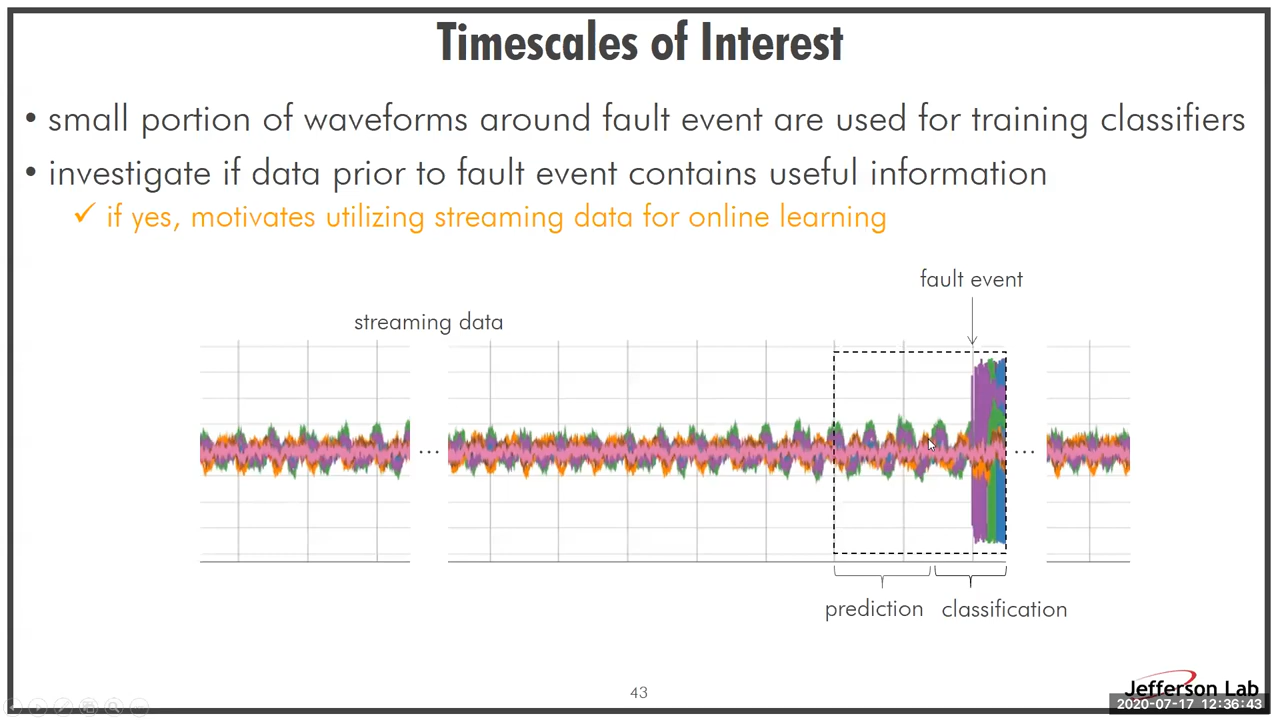 Timescales of Interest
• small portion of waveforms around fault event are used for training classifiers
• investigate if data prior to fault event contains useful information
✓ if yes, motivates utilizing streaming data for online learning
fault event
streaming data
...
...
prediction
classification
43
Jefferson Lab
2020-07-17 12:36:43